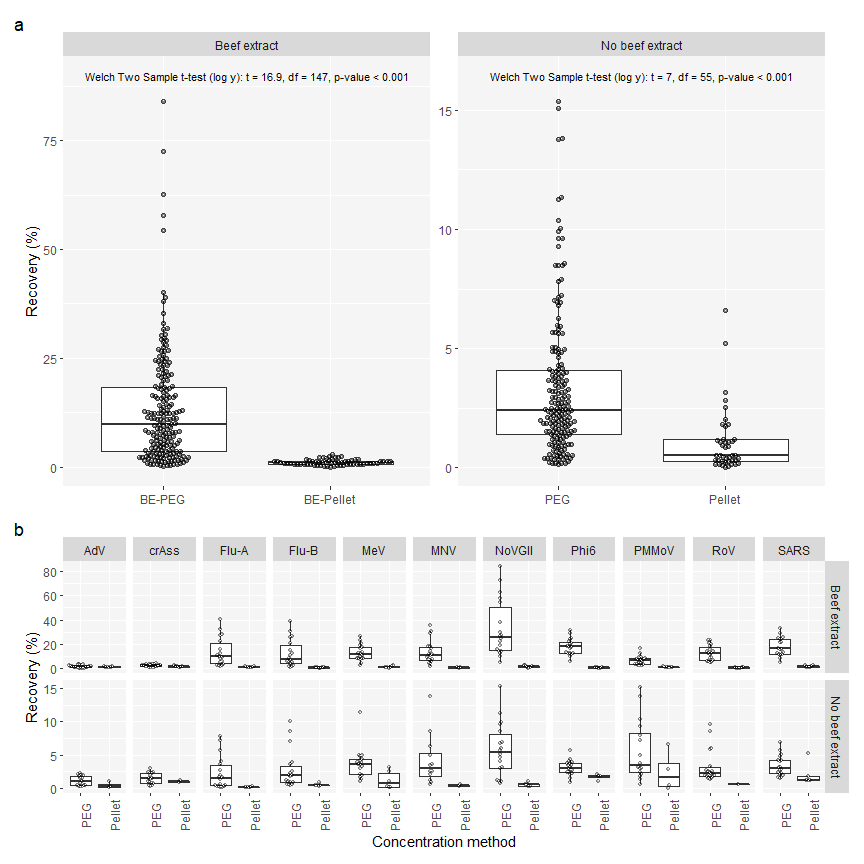 a
Beef extract
No beef extract
Welch Two Sample t-test (log y): t = 16.9, df = 147, p-value < 0.001
Welch Two Sample t-test (log y): t = 7, df = 55, p-value < 0.001
Recovery (%)
75
50
25
0
15
10
5
0
BE-PEG
BE-Pellet
PEG
Pellet
b
AdV
crAss
Flu-A
Flu-B
MeV
MNV
NoVGII
Phi6
PMMoV
RoV
SARS
Recovery (%)
80
60
40
20
0
Beef extract
15
10
5
0
No beef extract
PEG
Pellet
PEG
Pellet
PEG
Pellet
PEG
Pellet
PEG
Pellet
PEG
Pellet
PEG
Pellet
PEG
Pellet
PEG
Pellet
PEG
Pellet
PEG
Pellet
Concentration method